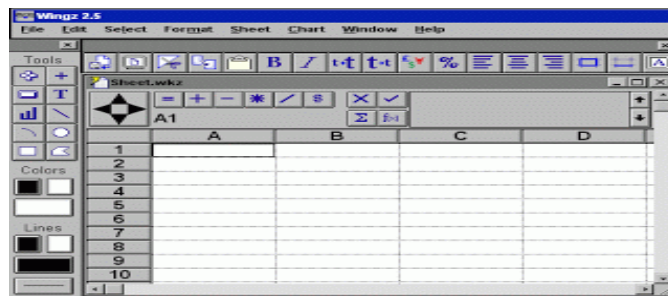 Wingz 2.5
File Edit Select Format Sheet Chart Window Help
Tools
B I t•t t•t %
Sheet.wkz
T
= + - * / $
A1
Σ
A B C D
1
2
3
Colors
4
5
6
Lines
7
8
9
10